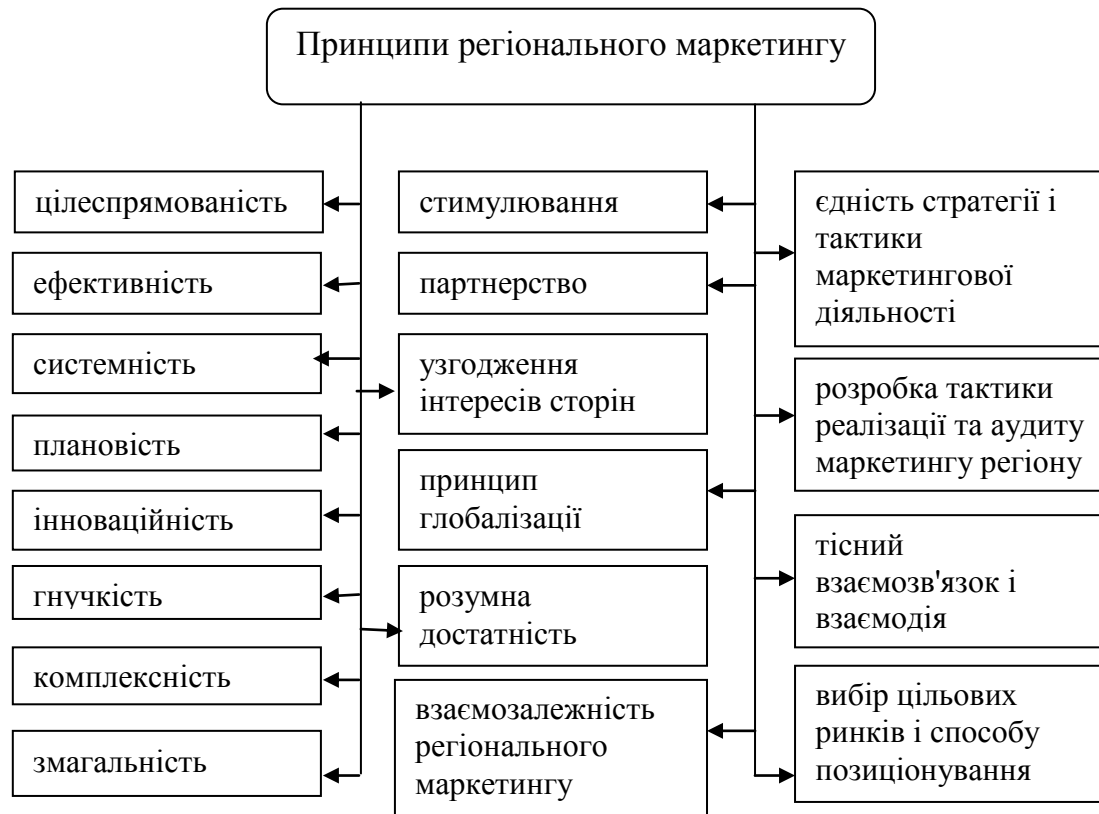 Принципи регіонального маркетингу
цілеспрямованість
ефективність
системність
плановість
інноваційність
гнучкість
комплексність
змагальність
стимулювання
партнерство
узгодження
інтересів сторін
принцип
глобалізації
розумна
достатність
взаємозалежність
регіонального
маркетингу
єдність стратегії і
тактики
маркетингової
діяльності
розробка тактики
реалізації та аудиту
маркетингу регіону
тісний
взаємозв'язок і
взаємодія
вибір цільових
ринків і способу
позиціонування